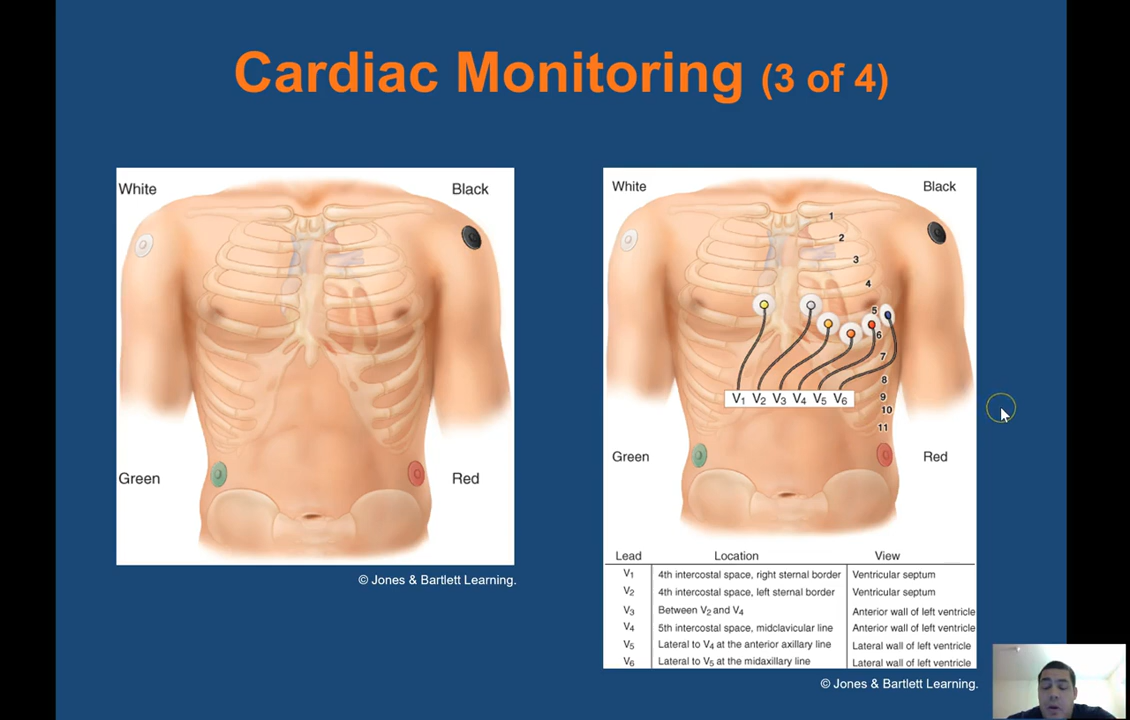 Cardiac Monitoring (3 of 4)
White
Black
Green
Red
© Jones & Bartlett Learning.
White
Black
1
2
3
4
5
6
7
8
9
10
11
V1 V2 V3 V4 V5 V6
Green
Red
Lead Location View
V1 4th intercostal space, right sternal border Ventricular septum
V2 4th intercostal space, left sternal border Ventricular septum
V3 Between V2 and V4 Anterior wall of left ventricle
V4 5th intercostal space, midclavicular line Anterior wall of left ventricle
V5 Lateral to V4 at the anterior axillary line Lateral wall of left ventricle
V6 Lateral to V5 at the midaxillary line Lateral wall of left ventricle
© Jones & Bartlett Learning.